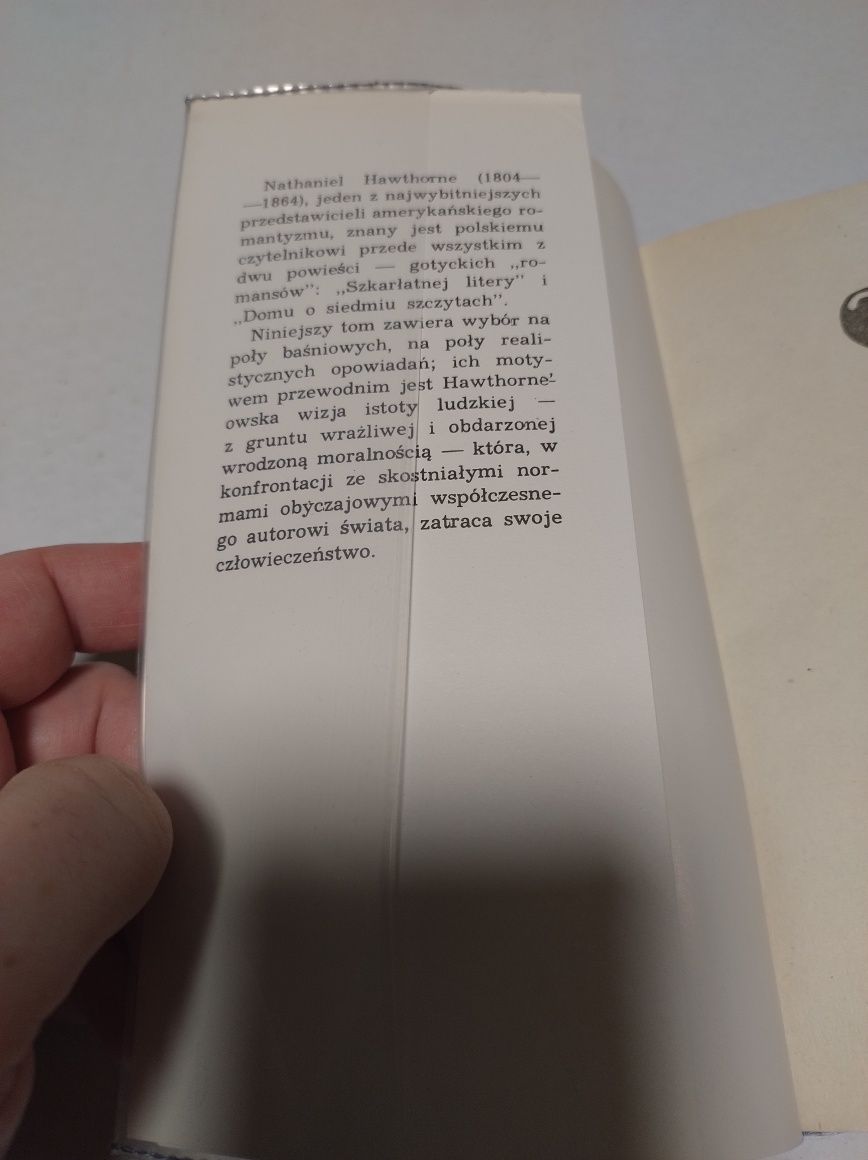 Nathaniel Hawthorne (1804—
—1864), jeden z najwybitniejszych
przedstawicieli amerykańskiego ro-
mantyzmu, znany jest polskiemu
czytelnikowi przede wszystkim z
dwu powieści — gotyckich „ro-
mansów”: „Szkarłatnej litery” i
„Domu o siedmiu szczytach”.
Niniejszy tom zawiera wybór na
poły baśniowych, na poły reali-
stycznych opowiadań; ich moty-
wem przewodnim jest Hawthorne'-
owska wizja istoty ludzkiej —
z gruntu wrażliwej i obdarzonej
wrodzoną moralnością — która, w
konfrontacji ze skostniałymi nor-
mami obyczajowymi współczesne-
go autorowi świata, zatraca swoje
człowieczeństwo.